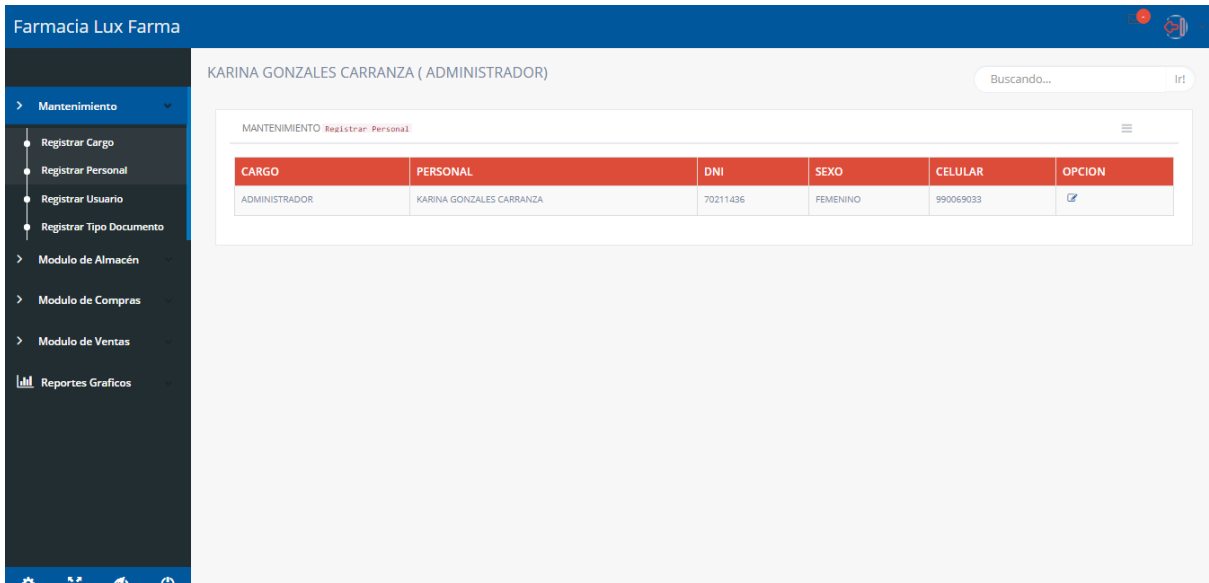 Farmacia Lux Farma
KARINA GONZALES CARRANZA ( ADMINISTRADOR)
Buscando... Ir!
Mantenimiento
Registrar Cargo
Registrar Personal
Registrar Usuario
Registrar Tipo Documento
Modulo de Almacén
Modulo de Compras
Modulo de Ventas
Reportes Graficos
MANTENIMIENTO Registrar Personal
CARGO PERSONAL DNI SEXO CELULAR OPCION
ADMINISTRADOR KARINA GONZALES CARRANZA 70211436 FEMENINO 990069033